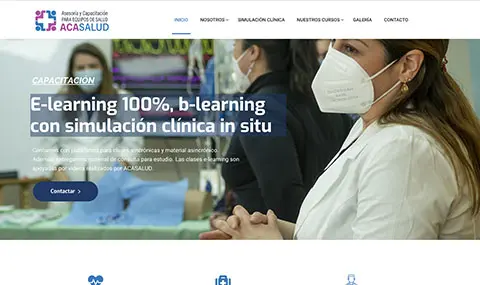 Asesoría y Capacitación
PARA EQUIPOS DE SALUD
ACASALUD
INICIO
NOSOTROS
SIMULACIÓN CLÍNICA
NUESTROS CURSOS
GALERÍA
CONTACTO
CAPACITACIÓN
E-learning 100%, b-learning
con simulación clínica in situ
Contamos con plataforma para clases sincrónicas y material asincrónico.
Además entregamos material de consulta para estudio. Las clases e-learning son
apoyadas por videos realizados por ACASALUD.
Contactar